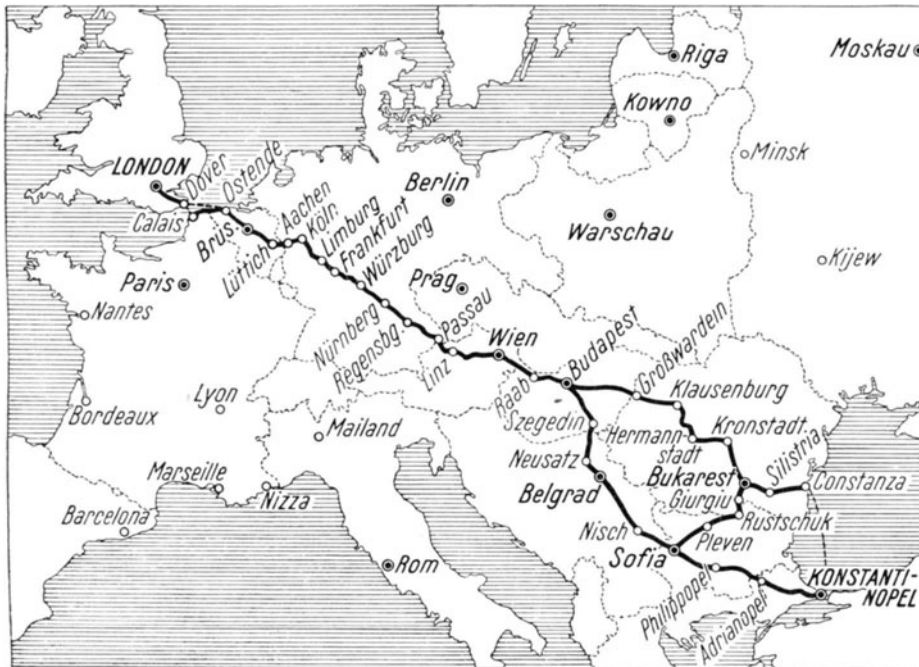 Riga
Moskau
Kowno
Minsk
LONDON
Dover
Ostende
Calais
Brüs.
Lüttich
Aachen
Köln
Limburg
Frankfurt
Würzburg
Berlin
Warschau
Kijew
Paris
Prag
Nantes
Nürnberg
Regensbg
Passau
Linz
Wien
Raab
Budapest
Großwardein
Lyon
Bordeaux
Klausenburg
Szegedin
Mailand
Hermann-
stadt
Kronstadt
Neusatz
Marseille
Nizza
Belgrad
Bukarest
Silistria
Giurgiu
Constanza
Barcelona
Nisch
Rustschuk
Pleven
Sofia
Rom
Philippopel
Adrianopel
KONSTANTI-
NOPEL